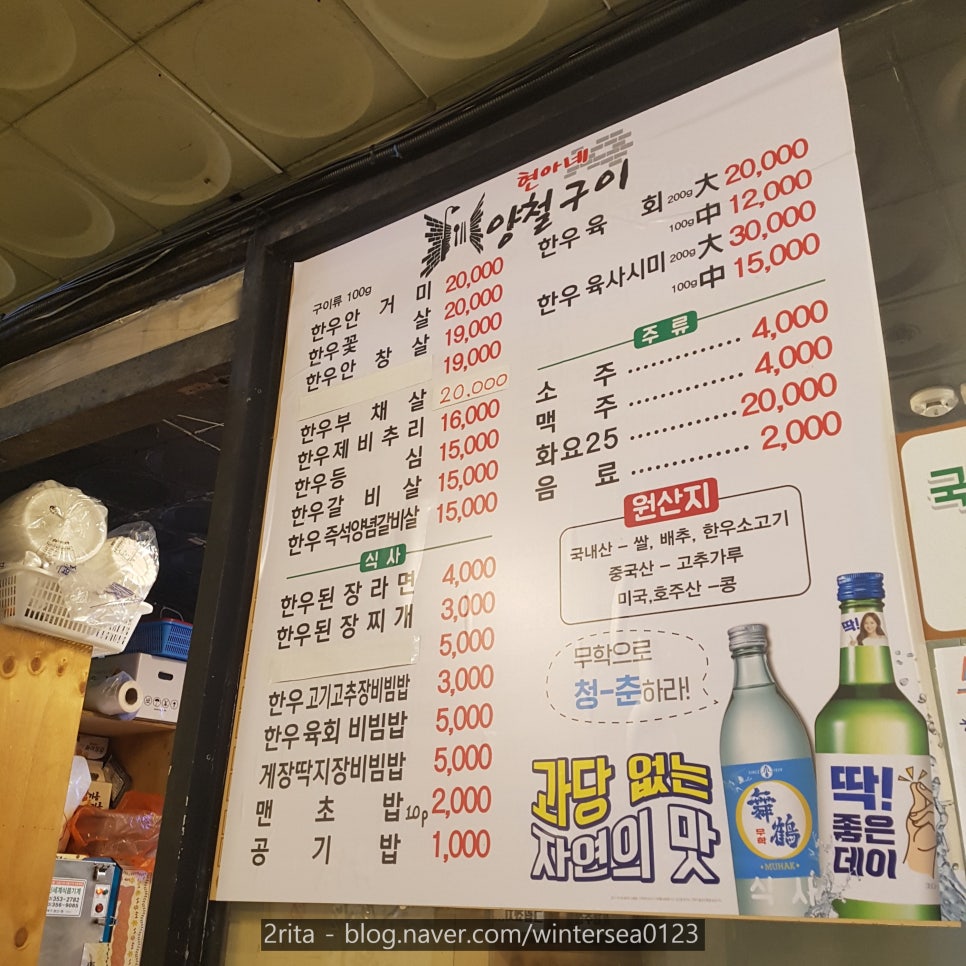 현아네
양철구이
구이류 100g
한우안거미 20,000
한우꽃살 20,000
한우안창살 19,000
19,000
한우부채살 20,000
한우제비추리 16,000
한우등심 15,000
한우갈비살 15,000
한우즉석양념갈비살 15,000
식사
한우된장라면 4,000
한우된장찌개 3,000
5,000
한우고기고추장비빔밥 3,000
한우육회비빔밥 5,000
게장딱지장비빔밥 5,000
맨초밥 10p 2,000
공기밥 1,000
한우육회 200g 大 20,000
100g 中 12,000
한우육사시미 200g 大 30,000
100g 中 15,000
주류
소주 4,000
맥주 4,000
화요25 20,000
음료 2,000
원산지
국내산 - 쌀, 배추, 한우소고기
중국산 - 고추가루
미국,호주산 -콩
무학으로
청-춘하라!
과당 없는
자연의 맛
舞鶴
무학
MUHAK
딱!
딱!
좋은
데이
식사
국
353-2782
356-9085
2rita - blog.naver.com/wintersea0123